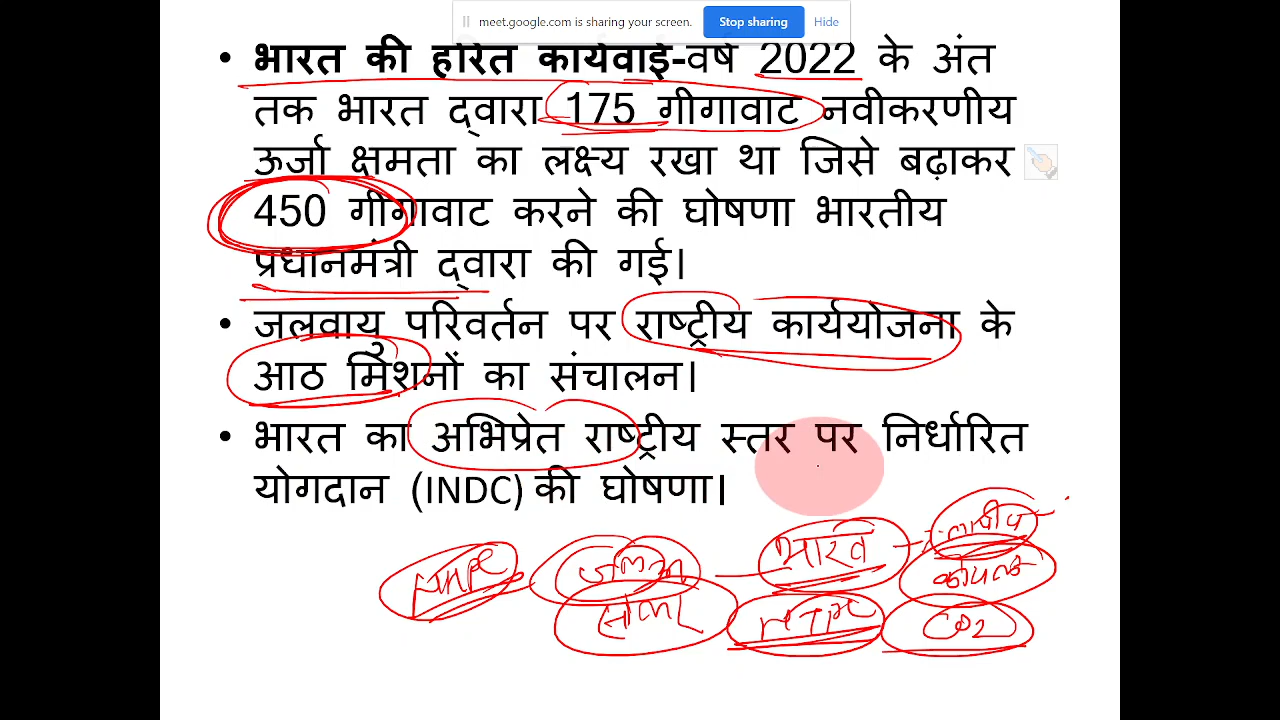 meet.google.com is sharing your screen. Stop sharing Hide
• भारत की हरित कार्यवाई-वर्ष 2022 के अंत
तक भारत द्वारा 175 गीगावाट नवीकरणीय
ऊर्जा क्षमता का लक्ष्य रखा था जिसे बढ़ाकर
450 गीगावाट करने की घोषणा भारतीय
प्रधानमंत्री द्वारा की गई।
• जलवायु परिवर्तन पर राष्ट्रीय कार्ययोजना के
आठ मिशनों का संचालन।
• भारत का अभिप्रेत राष्ट्रीय स्तर पर निर्धारित
योगदान (INDC) की घोषणा।
भारत
CO2